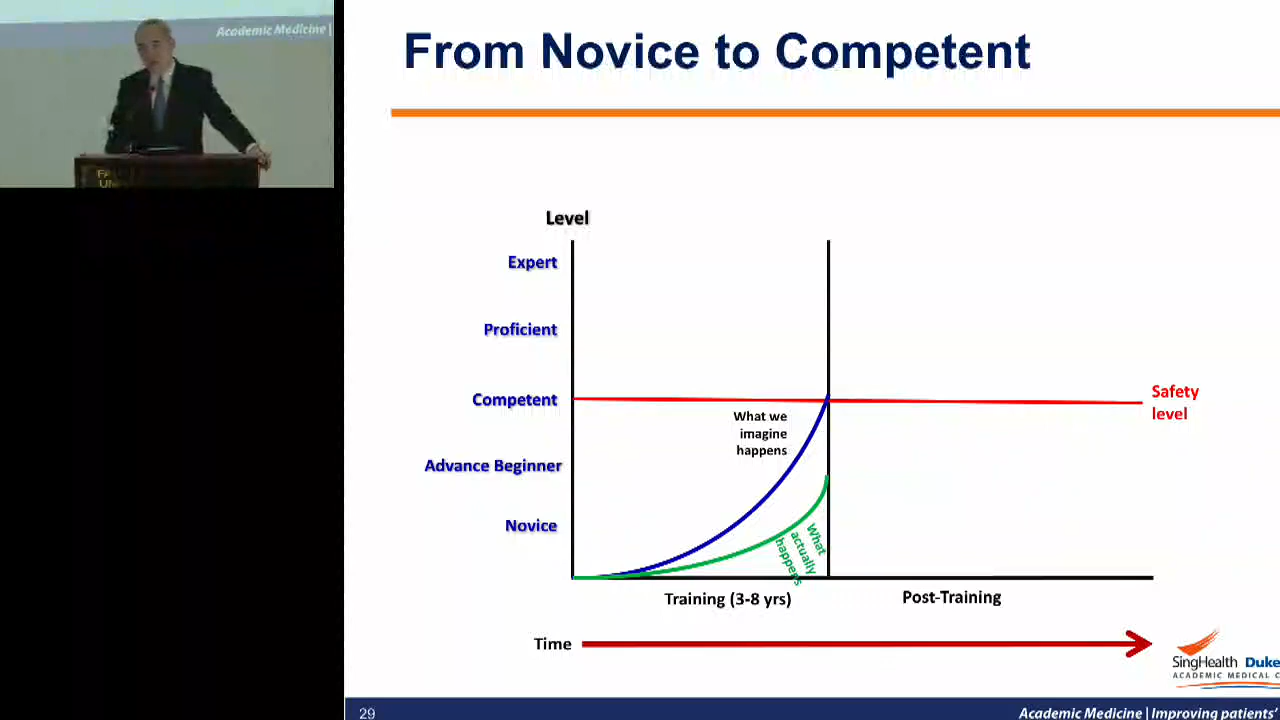 Academic Medicine |
From Novice to Competent
Level
Expert
Proficient
Competent
Advance Beginner
Novice
What we
imagine
happens
What
actually
happens
Safety
level
Training (3-8 yrs)
Post-Training
Time
SingHealth Duke
ACADEMIC MEDICAL C
29
Academic Medicine | Improving patients'